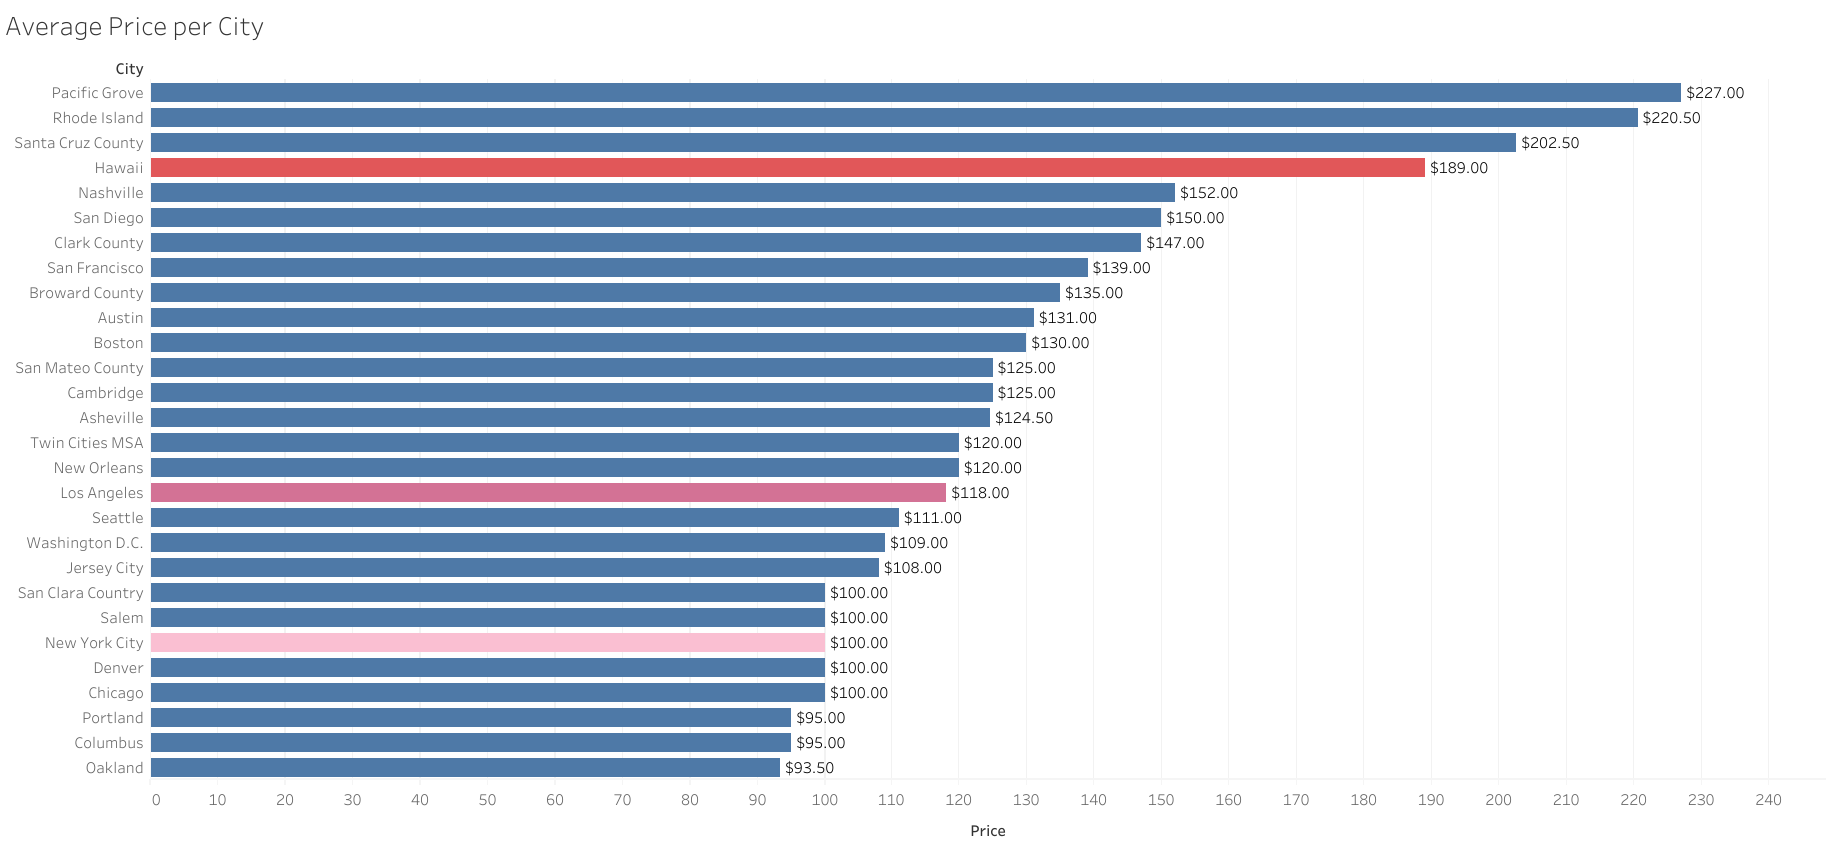 Average Price per City
City
Pacific Grove $227.00
Rhode Island $220.50
Santa Cruz County $202.50
Hawaii $189.00
Nashville $152.00
San Diego $150.00
Clark County $147.00
San Francisco $139.00
Broward County $135.00
Austin $131.00
Boston $130.00
San Mateo County $125.00
Cambridge $125.00
Asheville $124.50
Twin Cities MSA $120.00
New Orleans $120.00
Los Angeles $118.00
Seattle $111.00
Washington D.C. $109.00
Jersey City $108.00
San Clara Country $100.00
Salem $100.00
New York City $100.00
Denver $100.00
Chicago $100.00
Portland $95.00
Columbus $95.00
Oakland $93.50
0 10 20 30 40 50 60 70 80 90 100 110 120 130 140 150 160 170 180 190 200 210 220 230 240
Price